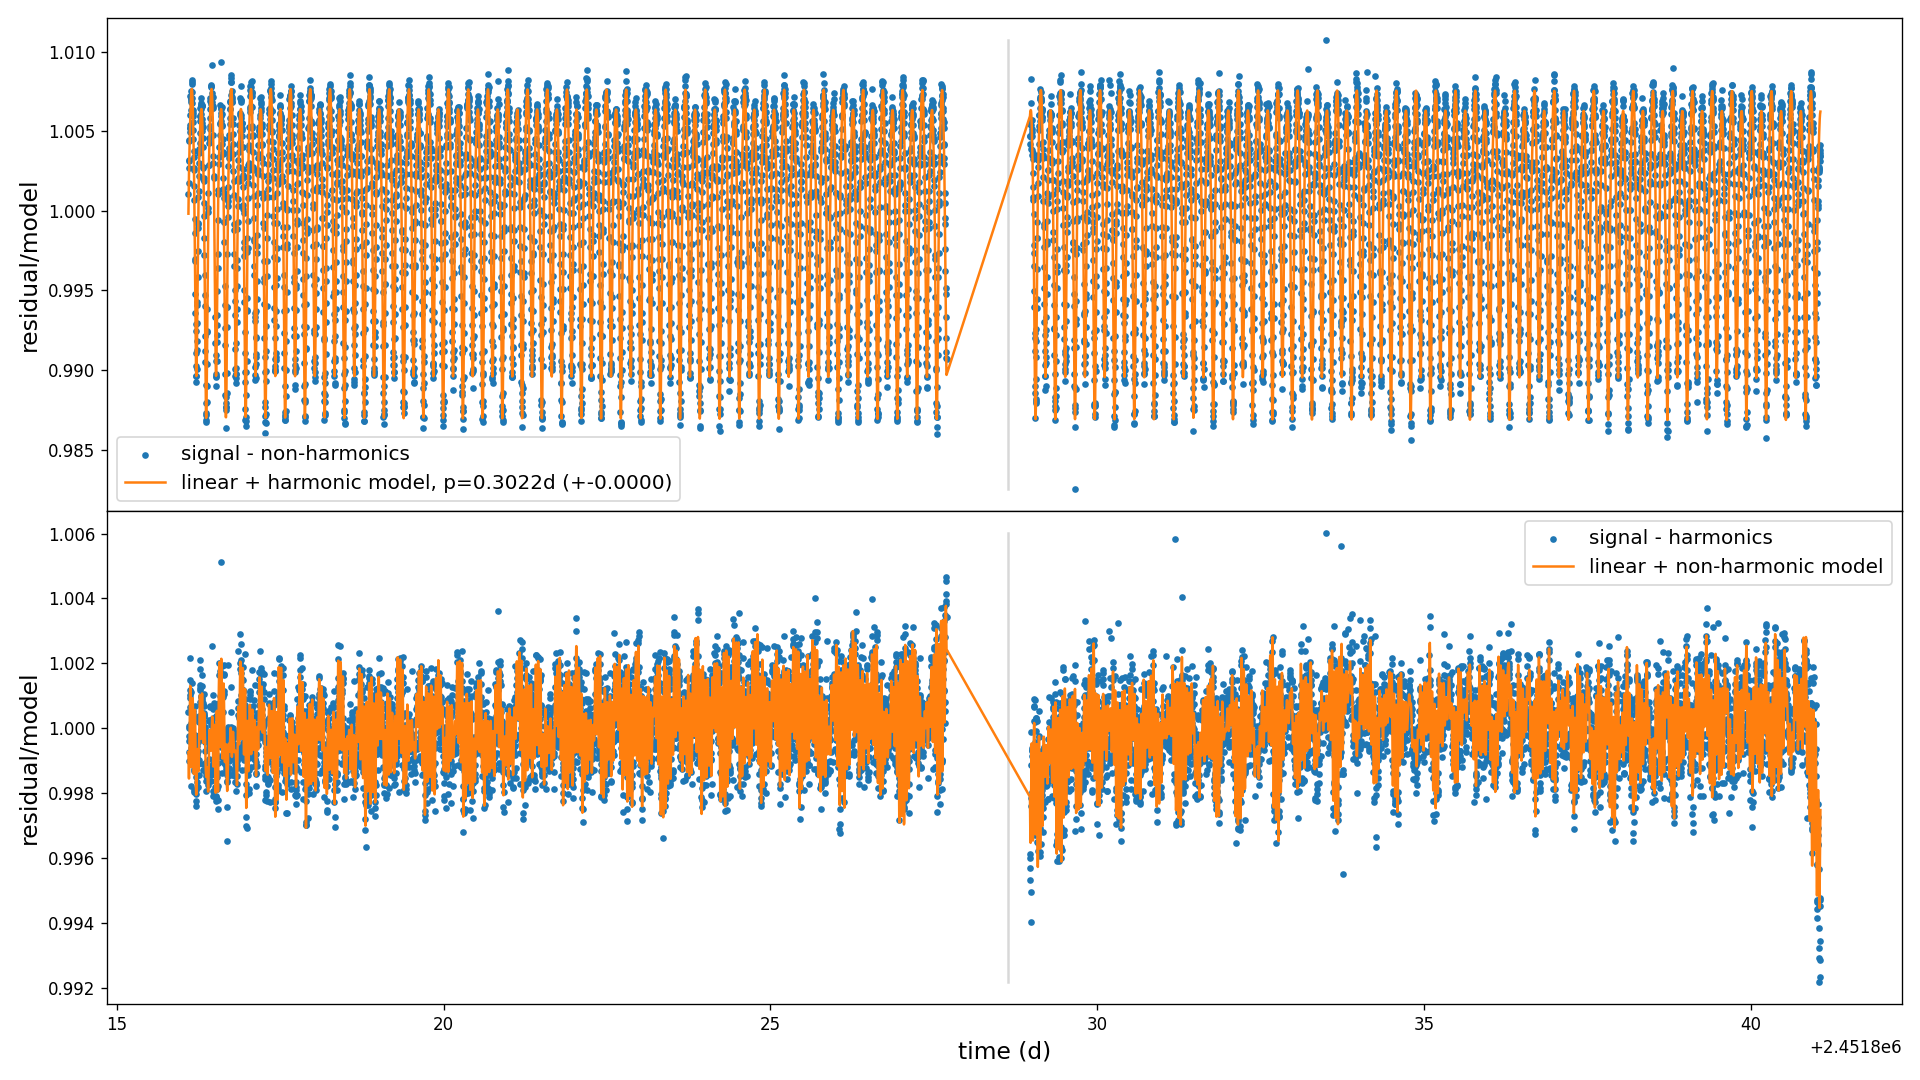 residual/model
1.010
1.005
1.000
0.995
0.990
0.985
signal - non-harmonics
linear + harmonic model, p=0.3022d (+-0.0000)
residual/model
1.006
1.004
1.002
1.000
0.998
0.996
0.994
0.992
signal - harmonics
linear + non-harmonic model
15
20
25
30
35
40
time (d)
+2.4518e6